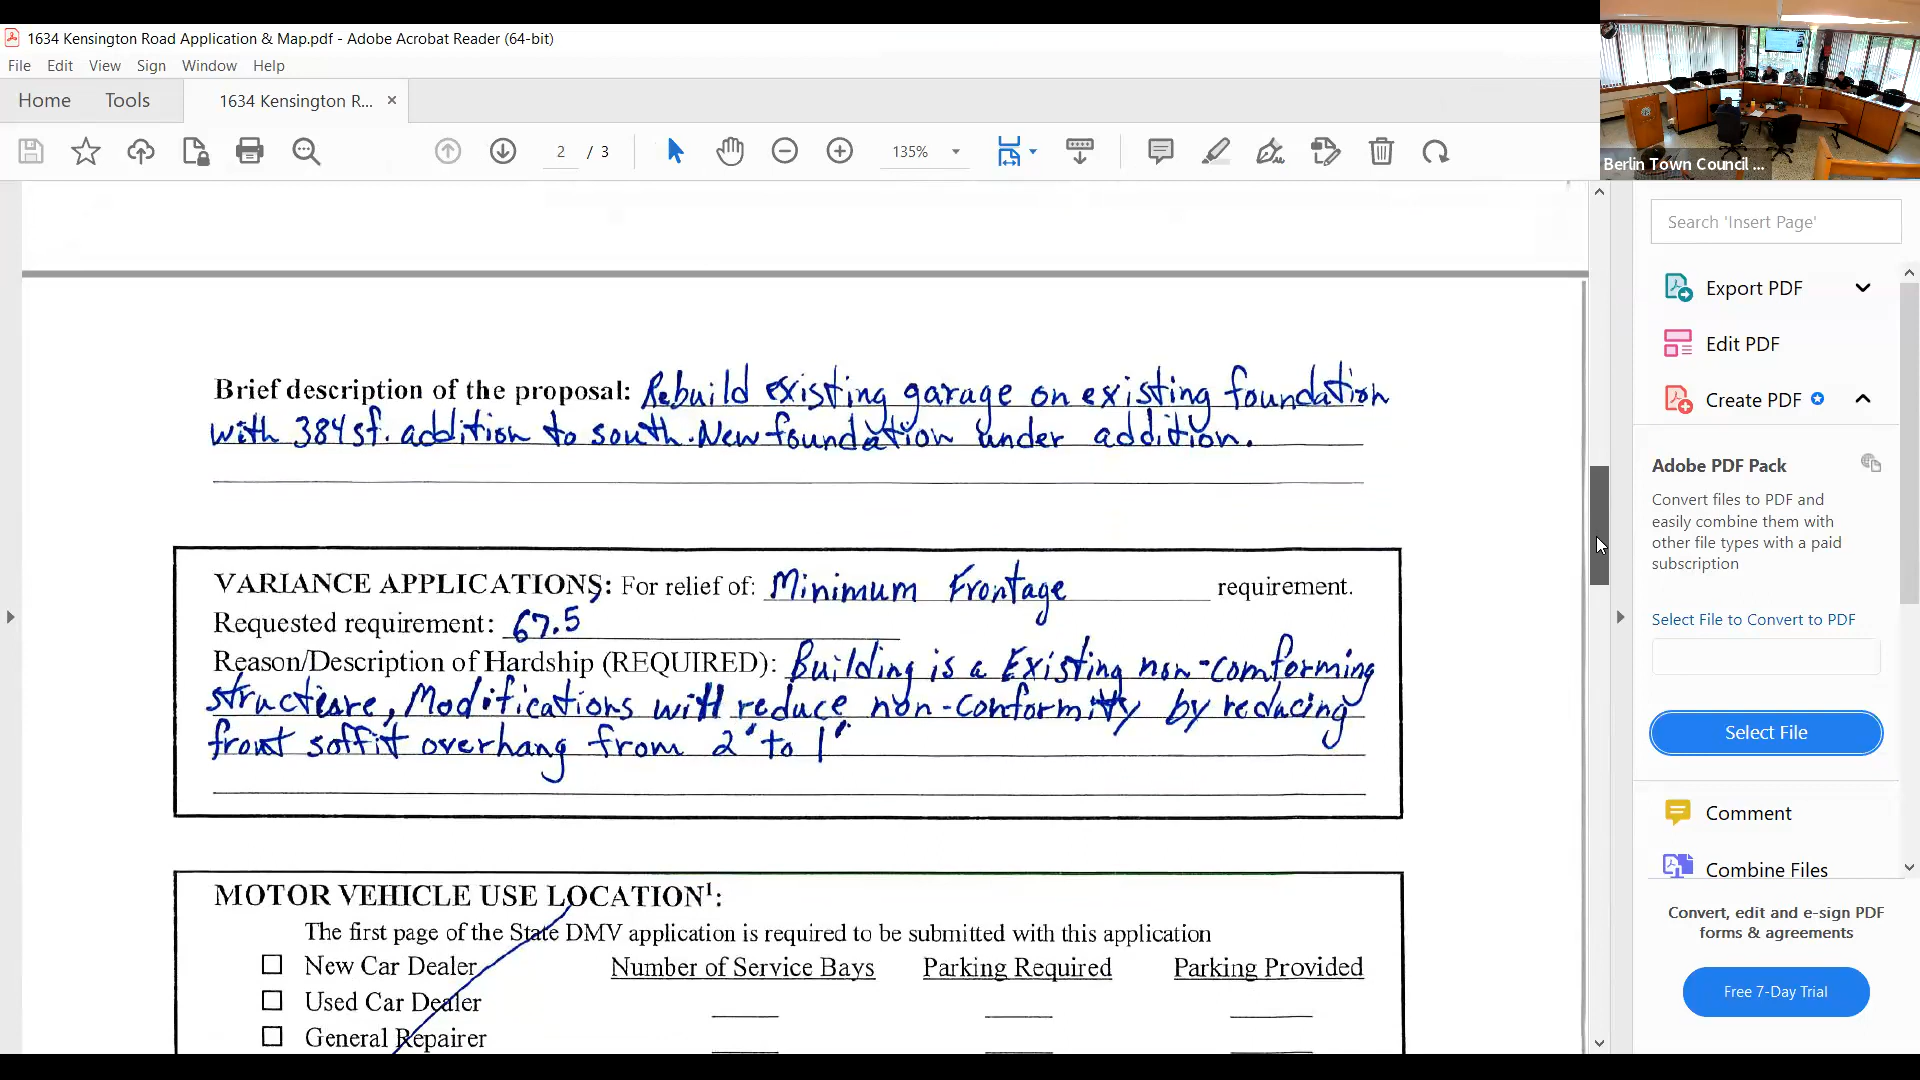 1634 Kensington Road Application & Map.pdf - Adobe Acrobat Reader (64-bit)
File Edit View Sign Window Help
Home Tools 1634 Kensington R... ×
2 / 3 135%
Berlin Town Council ...
Search 'Insert Page'
Export PDF
Edit PDF
Create PDF
Adobe PDF Pack
Convert files to PDF and
easily combine them with
other file types with a paid
subscription
Select File to Convert to PDF
Select File
Comment
Combine Files
Convert, edit and e-sign PDF
forms & agreements
Free 7-Day Trial
Brief description of the proposal: Rebuild existing garage on existing foundation
with 384 sf. addition to south. New foundation under addition.
VARIANCE APPLICATIONS: For relief of: Minimum Frontage requirement.
Requested requirement: 67.5
Reason/Description of Hardship (REQUIRED): Building is a Existing non-comforming
structure, Modifications will reduce non-conformity by reducing
front soffit overhang from 2' to 1'
MOTOR VEHICLE USE LOCATION¹:
The first page of the State DMV application is required to be submitted with this application
New Car Dealer Number of Service Bays Parking Required Parking Provided
Used Car Dealer
General Repairer